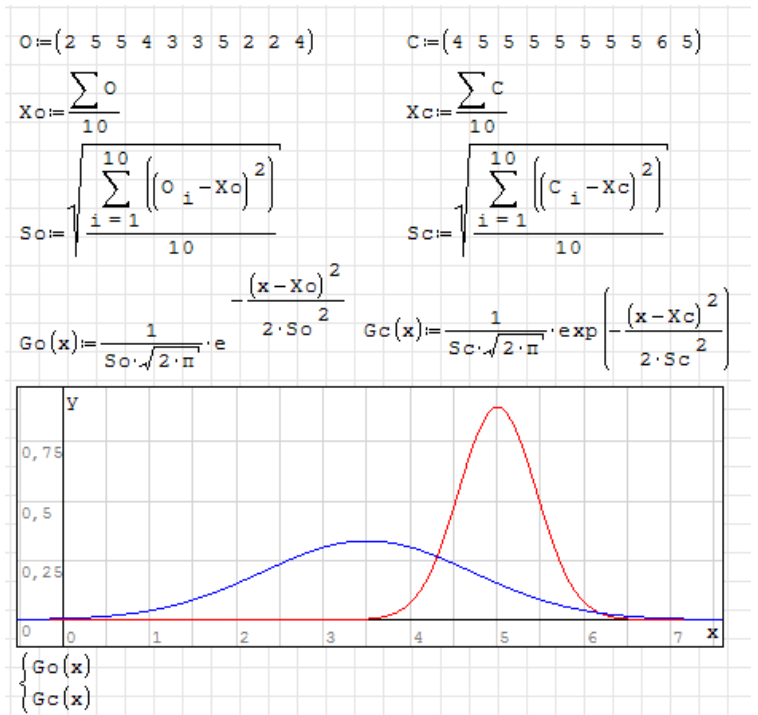 O:=(2 5 5 4 3 3 5 2 2 4) C:=(4 5 5 5 5 5 5 5 6 5)
Xo:=∑O/10 Xc:=∑C/10
So:=√(∑_{i=1}^{10}((O_i-Xo)^2)/10) Sc:=√(∑_{i=1}^{10}((C_i-Xc)^2)/10)
Go(x):=1/(So·√(2·π))·e^(-(x-Xo)^2/(2·So^2)) Gc(x):=1/(Sc·√(2·π))·exp(-(x-Xc)^2/(2·Sc^2))
y
0,75
0,5
0,25
0 0 1 2 3 4 5 6 7 x
{Go(x)
Gc(x)